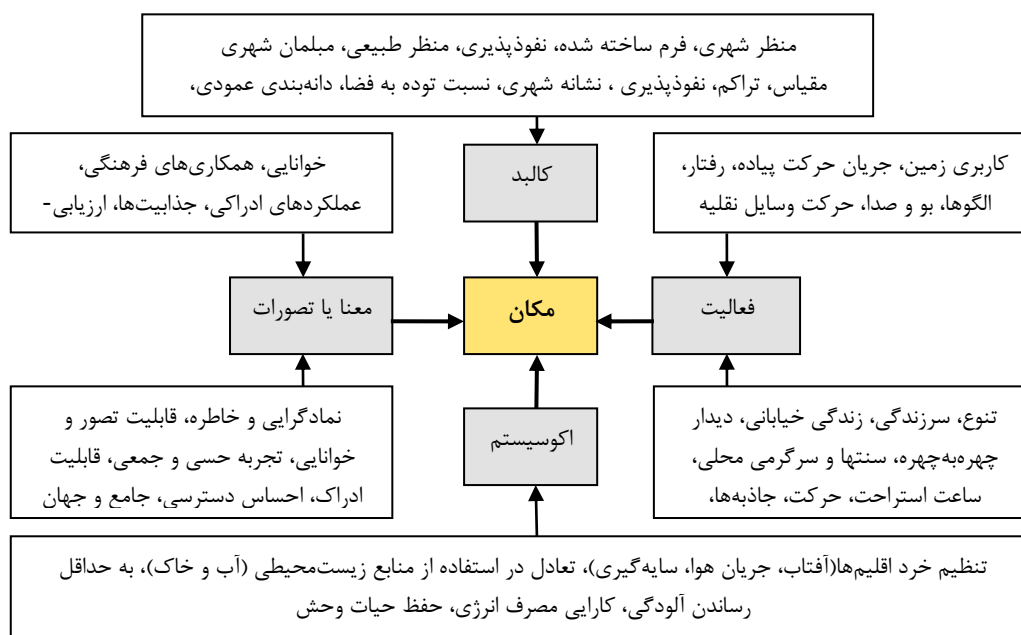 منظر شهری، فرم ساخته شده، نفوذپذیری، منظر طبیعی، مبلمان شهری
مقیاس، تراکم، نفوذپذیری ، نشانه شهری، نسبت توده به فضا، دانه‌بندی عمودی،
کاربری زمین، جریان حرکت پیاده، رفتار،
الگوها، بو و صدا، حرکت وسایل نقلیه
کالبد
خوانایی، همکاری‌های فرهنگی،
عملکردهای ادراکی، جذابیت‌ها، ارزیابی-
فعالیت
مکان
معنا یا تصورات
تنوع، سرزندگی، زندگی خیابانی، دیدار
چهره‌به‌چهره، سنتها و سرگرمی محلی،
ساعت استراحت، حرکت، جاذبه‌ها،
اکوسیستم
نمادگرایی و خاطره، قابلیت تصور و
خوانایی، تجربه حسی و جمعی، قابلیت
ادراک، احساس دسترسی، جامع و جهان
تنظیم خرد اقلیم‌ها(آفتاب، جریان هوا، سایه‌گیری)، تعادل در استفاده از منابع زیست‌محیطی (آب و خاک)، به حداقل
رساندن آلودگی، کارایی مصرف انرژی، حفظ حیات وحش